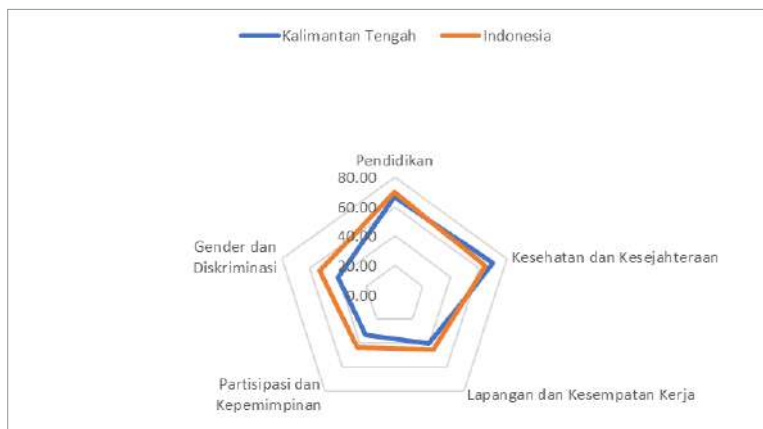 Kalimantan Tengah Indonesia
Pendidikan
80.00
60.00
40.00
20.00
0.00
Kesehatan dan Kesejahteraan
Lapangan dan Kesempatan Kerja
Partisipasi dan
Kepemimpinan
Gender dan
Diskriminasi